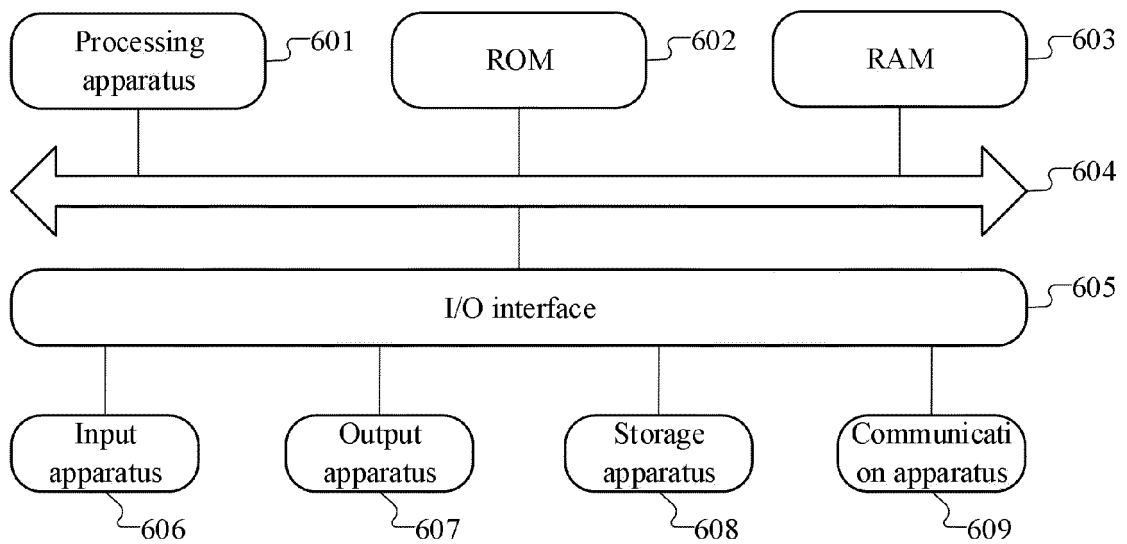 Processing
apparatus
601
ROM
602
RAM
603
604
I/O interface
605
Input
apparatus
606
Output
apparatus
607
Storage
apparatus
608
Communicati
on apparatus
609